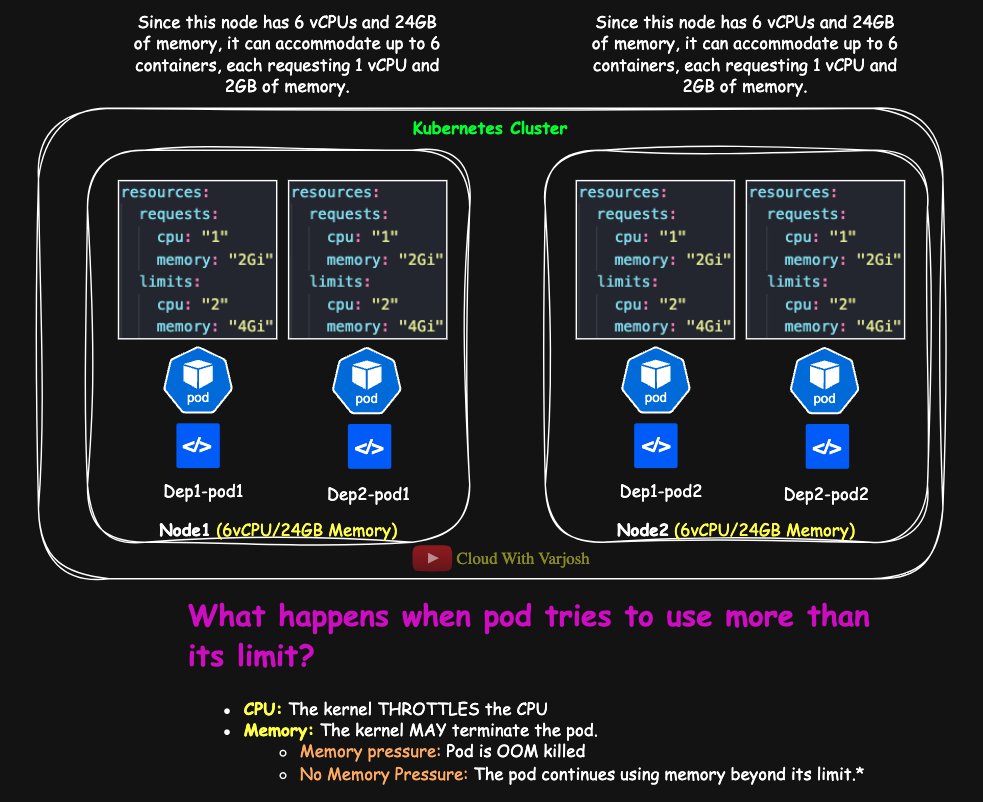 Since this node has 6 vCPUs and 24GB
of memory, it can accommodate up to 6
containers, each requesting 1 vCPU and
2GB of memory.
Since this node has 6 vCPUs and 24GB
of memory, it can accommodate up to 6
containers, each requesting 1 vCPU and
2GB of memory.
Kubernetes Cluster
resources:
requests:
cpu: "1"
memory: "2Gi"
limits:
cpu: "2"
memory: "4Gi"
resources:
requests:
cpu: "1"
memory: "2Gi"
limits:
cpu: "2"
memory: "4Gi"
resources:
requests:
cpu: "1"
memory: "2Gi"
limits:
cpu: "2"
memory: "4Gi"
resources:
requests:
cpu: "1"
memory: "2Gi"
limits:
cpu: "2"
memory: "4Gi"
pod
pod
pod
pod
</>
</>
</>
</>
Dep1-pod1
Dep2-pod1
Dep1-pod2
Dep2-pod2
Node1 (6vCPU/24GB Memory)
Node2 (6vCPU/24GB Memory)
Cloud With Varjosh
What happens when pod tries to use more than
its limit?
• CPU: The kernel THROTTLES the CPU
• Memory: The kernel MAY terminate the pod.
○ Memory pressure: Pod is OOM killed
○ No Memory Pressure: The pod continues using memory beyond its limit.*